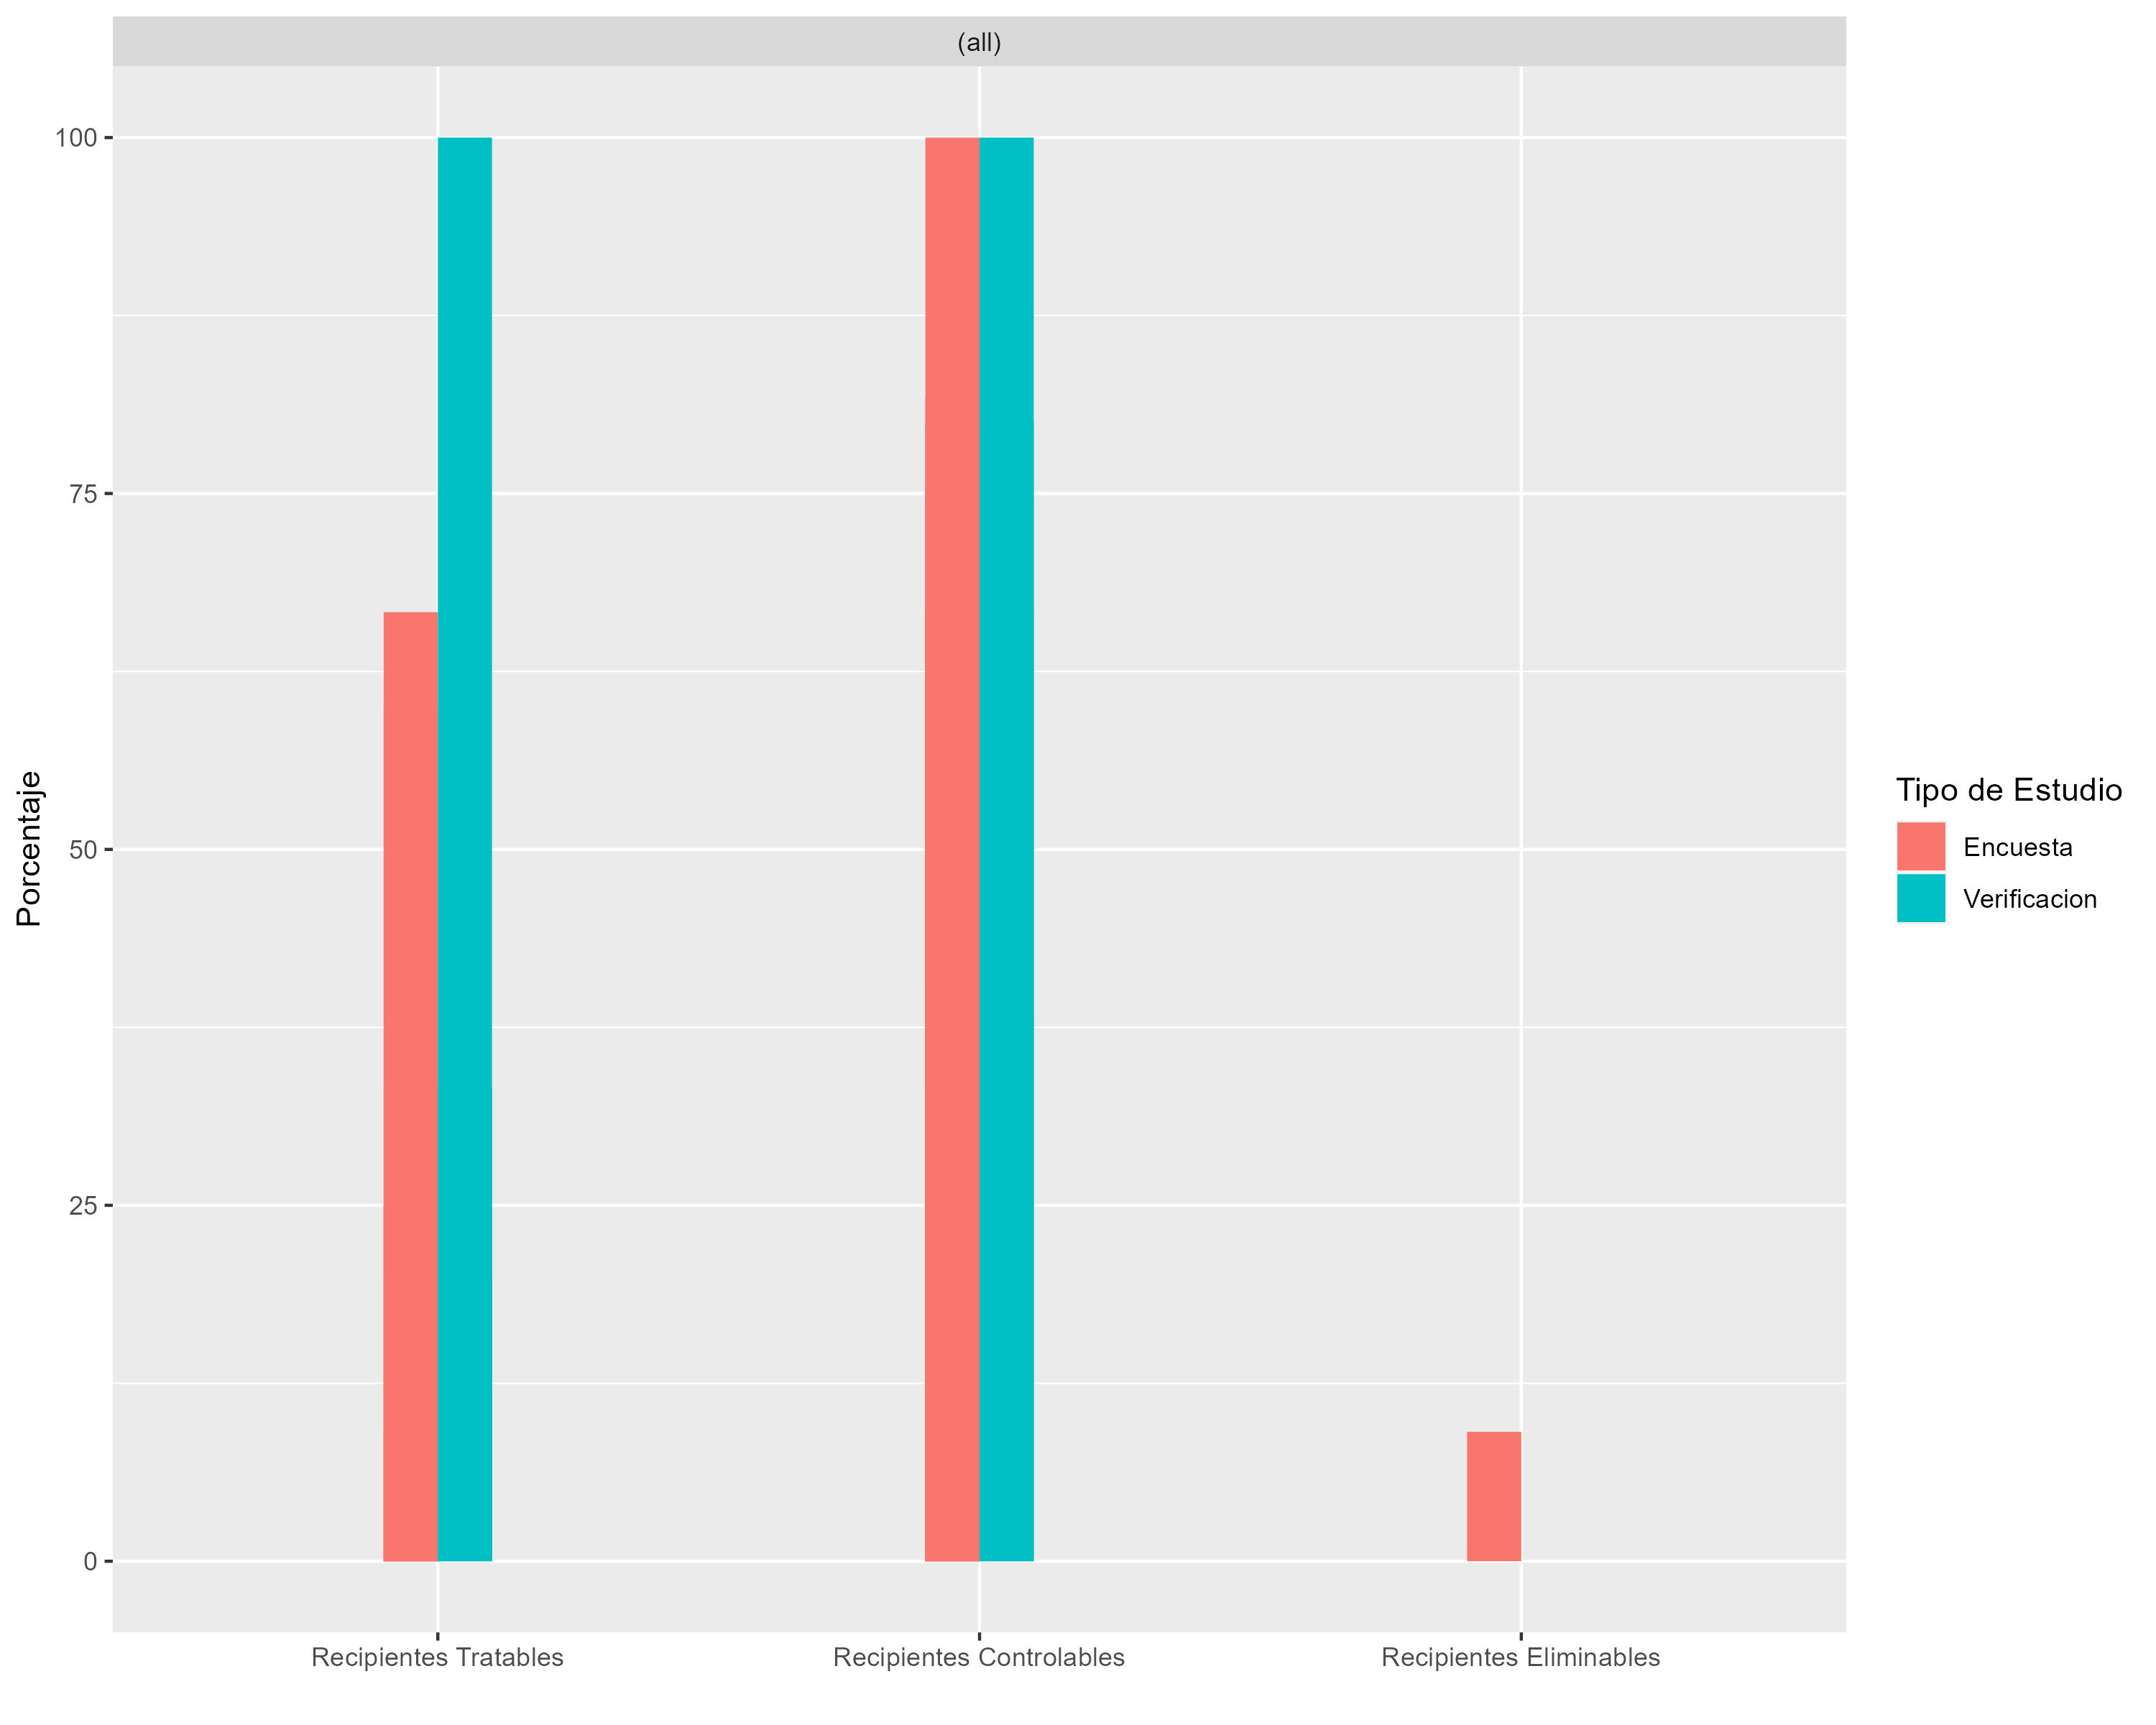 (all)
100
75
50
25
0
Porcentaje
Recipientes Tratables
Recipientes Controlables
Recipientes Eliminables
Tipo de Estudio
Encuesta
Verificacion